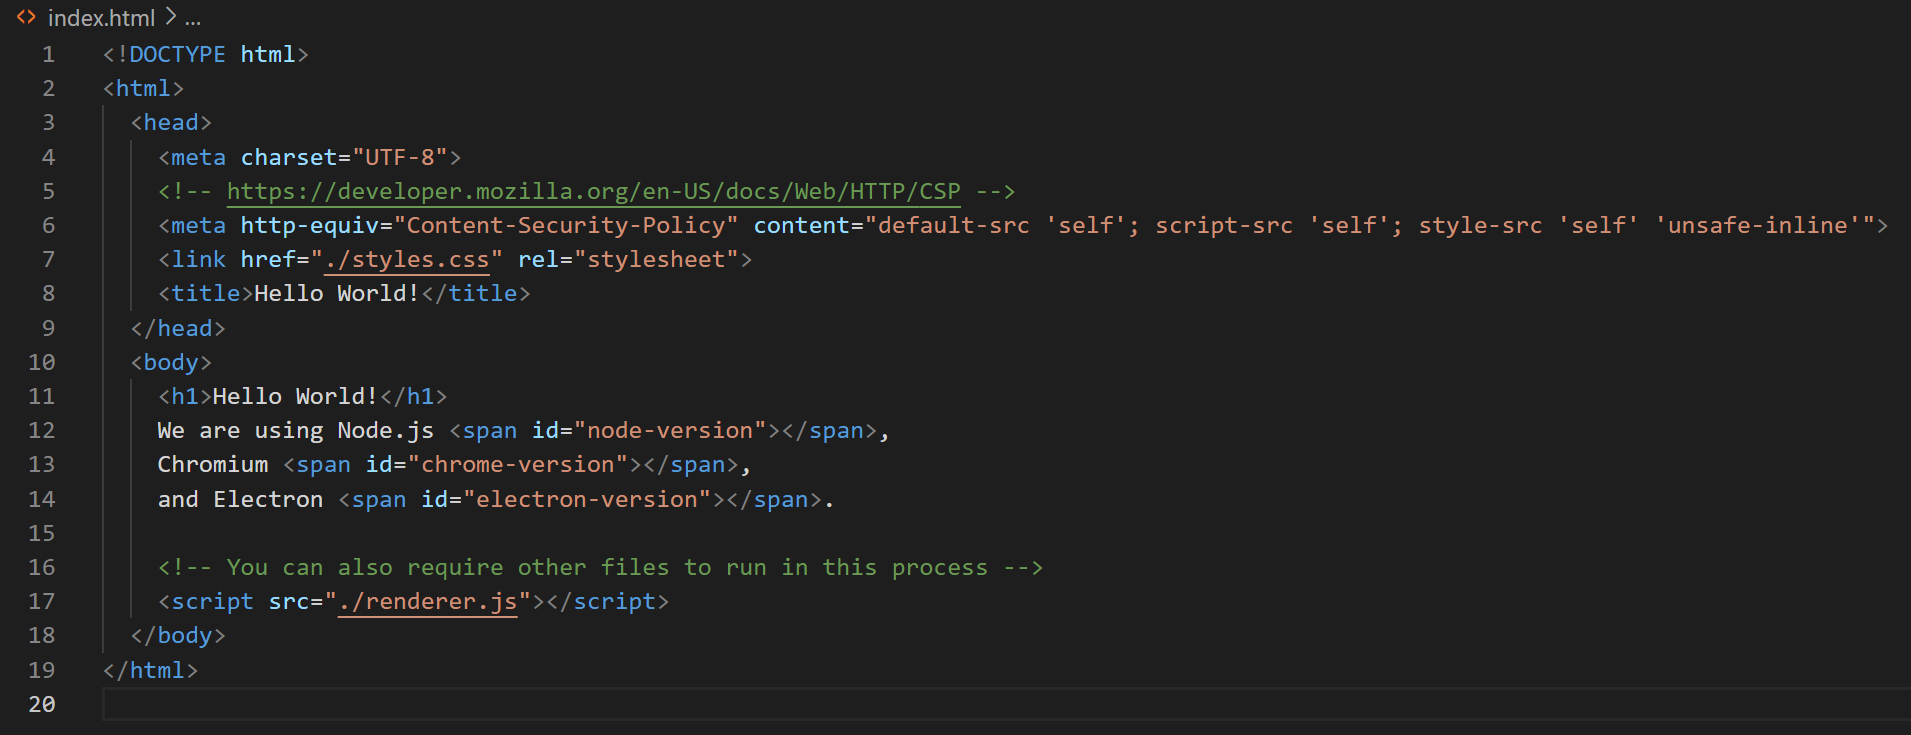 <> index.html > ...
1 <!DOCTYPE html>
2 <html>
3 <head>
4 <meta charset="UTF-8">
5 <!-- https://developer.mozilla.org/en-US/docs/Web/HTTP/CSP -->
6 <meta http-equiv="Content-Security-Policy" content="default-src 'self'; script-src 'self'; style-src 'self' 'unsafe-inline'">
7 <link href="./styles.css" rel="stylesheet">
8 <title>Hello World!</title>
9 </head>
10 <body>
11 <h1>Hello World!</h1>
12 We are using Node.js <span id="node-version"></span>,
13 Chromium <span id="chrome-version"></span>,
14 and Electron <span id="electron-version"></span>.
15
16 <!-- You can also require other files to run in this process -->
17 <script src="./renderer.js"></script>
18 </body>
19 </html>
20